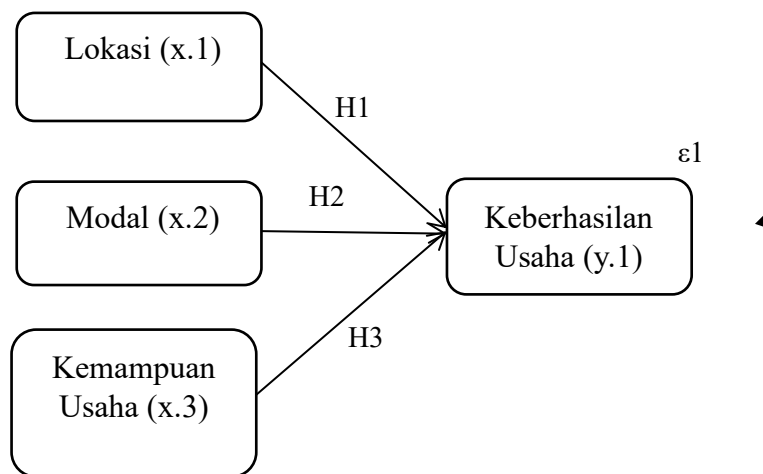 Lokasi (x.1)
H1
ε1
Modal (x.2)
H2
Keberhasilan
Usaha (y.1)
H3
Kemampuan
Usaha (x.3)